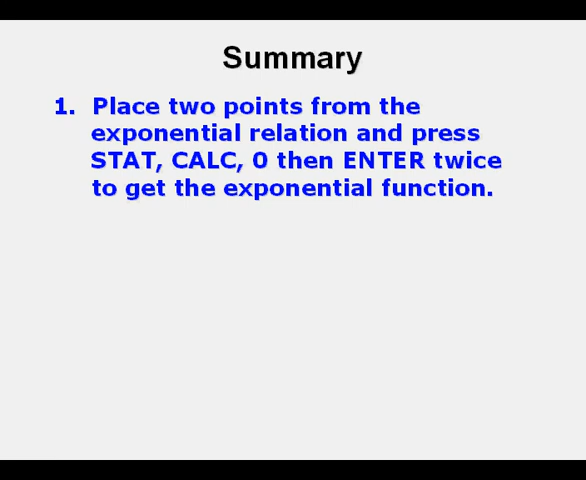 Summary
1. Place two points from the
exponential relation and press
STAT, CALC, 0 then ENTER twice
to get the exponential function.